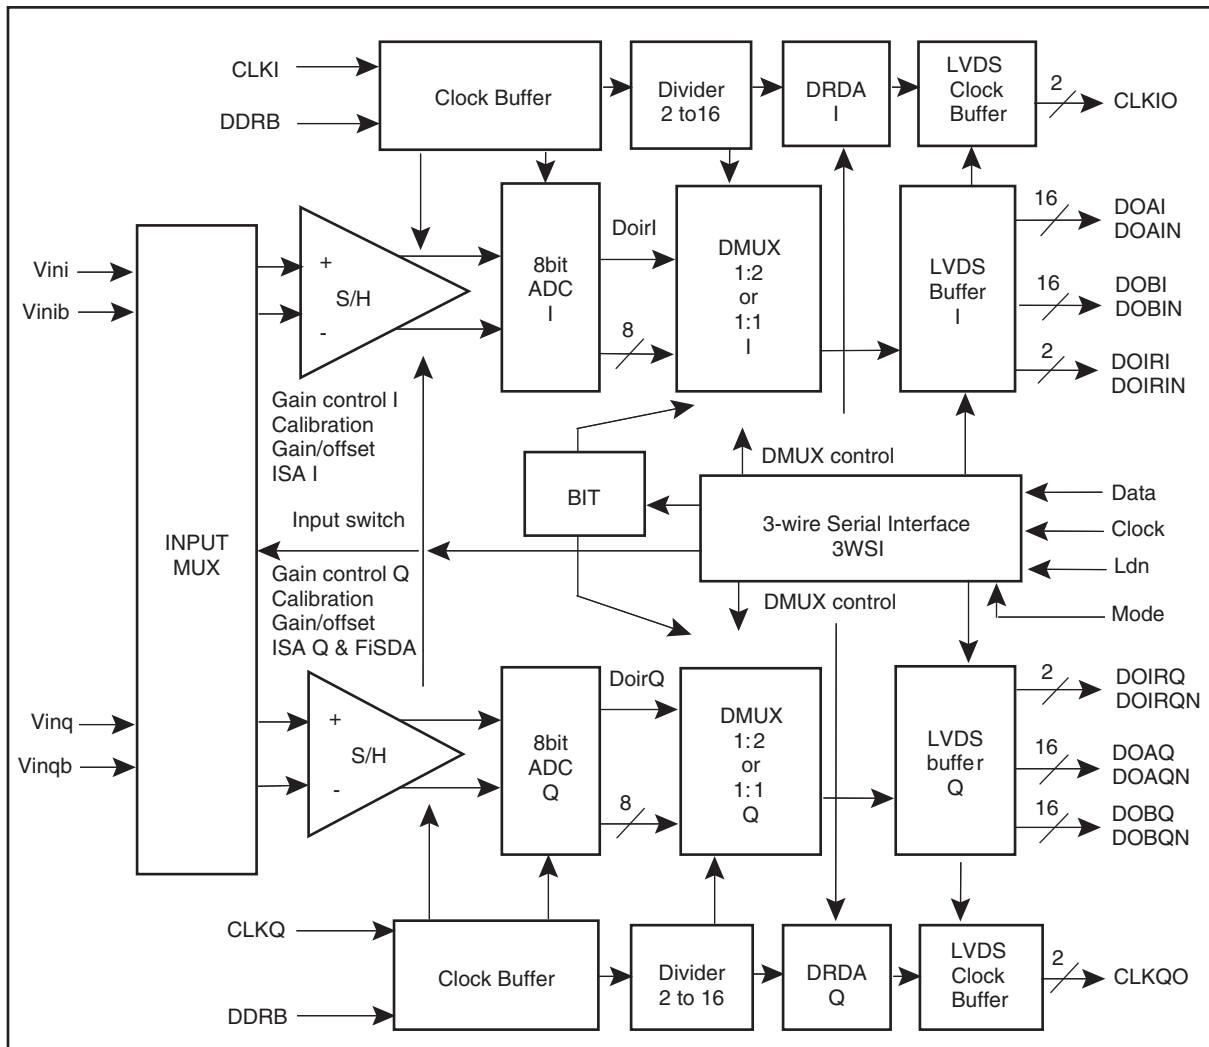 CLKI
DDRB
Clock Buffer
Divider
2 to16
DRDA
I
LVDS
Clock
Buffer
2
CLKIO
Vini
Vinib
INPUT
MUX
+
S/H
-
8bit
ADC
I
DoirI
8
DMUX
1:2
or
1:1
I
LVDS
Buffer
I
16
DOAI
DOAIN
16
DOBI
DOBIN
2
DOIRI
DOIRIN
Gain control I
Calibration
Gain/offset
ISA I
Input switch
Gain control Q
Calibration
Gain/offset
ISA Q & FiSDA
BIT
DMUX control
3-wire Serial Interface
3WSI
DMUX control
Data
Clock
Ldn
Mode
Vinq
Vinqb
+
S/H
-
8bit
ADC
Q
DoirQ
8
DMUX
1:2
or
1:1
Q
LVDS
buffer
Q
2
DOIRQ
DOIRQN
16
DOAQ
DOAQN
16
DOBQ
DOBQN
CLKQ
DDRB
Clock Buffer
Divider
2 to 16
DRDA
Q
LVDS
Clock
Buffer
2
CLKQO